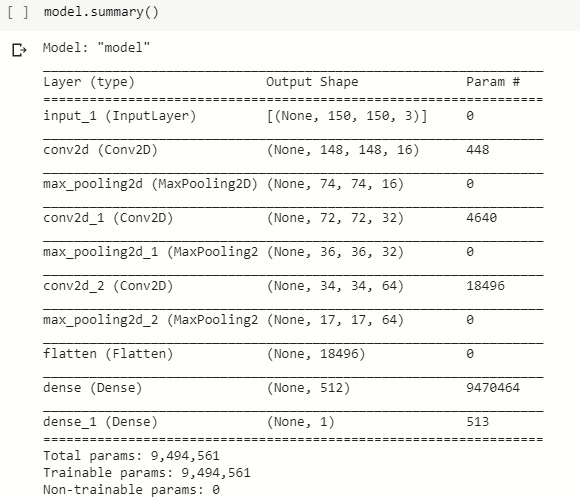 [ ] model.summary()
Model: "model"
_________________________________________________________________
Layer (type)                 Output Shape              Param #
=================================================================
input_1 (InputLayer)         [(None, 150, 150, 3)]     0
_________________________________________________________________
conv2d (Conv2D)              (None, 148, 148, 16)      448
_________________________________________________________________
max_pooling2d (MaxPooling2D) (None, 74, 74, 16)        0
_________________________________________________________________
conv2d_1 (Conv2D)            (None, 72, 72, 32)        4640
_________________________________________________________________
max_pooling2d_1 (MaxPooling2 (None, 36, 36, 32)        0
_________________________________________________________________
conv2d_2 (Conv2D)            (None, 34, 34, 64)        18496
_________________________________________________________________
max_pooling2d_2 (MaxPooling2 (None, 17, 17, 64)        0
_________________________________________________________________
flatten (Flatten)            (None, 18496)             0
_________________________________________________________________
dense (Dense)                (None, 512)               9470464
_________________________________________________________________
dense_1 (Dense)              (None, 1)                 513
=================================================================
Total params: 9,494,561
Trainable params: 9,494,561
Non-trainable params: 0